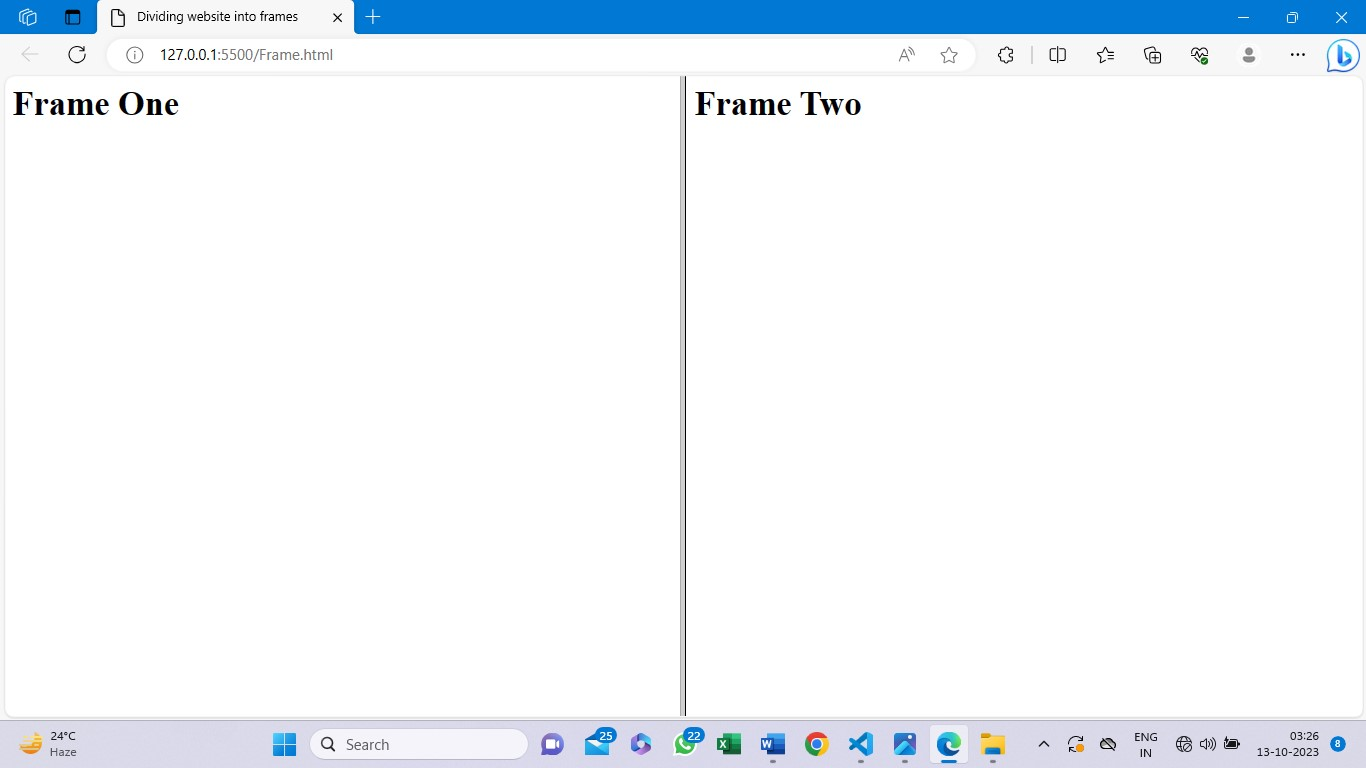 Dividing website into frames
127.0.0.1:5500/Frame.html
Frame One
Frame Two
24°C
Haze
Search
25
22
ENG
IN
03:26
13-10-2023
8